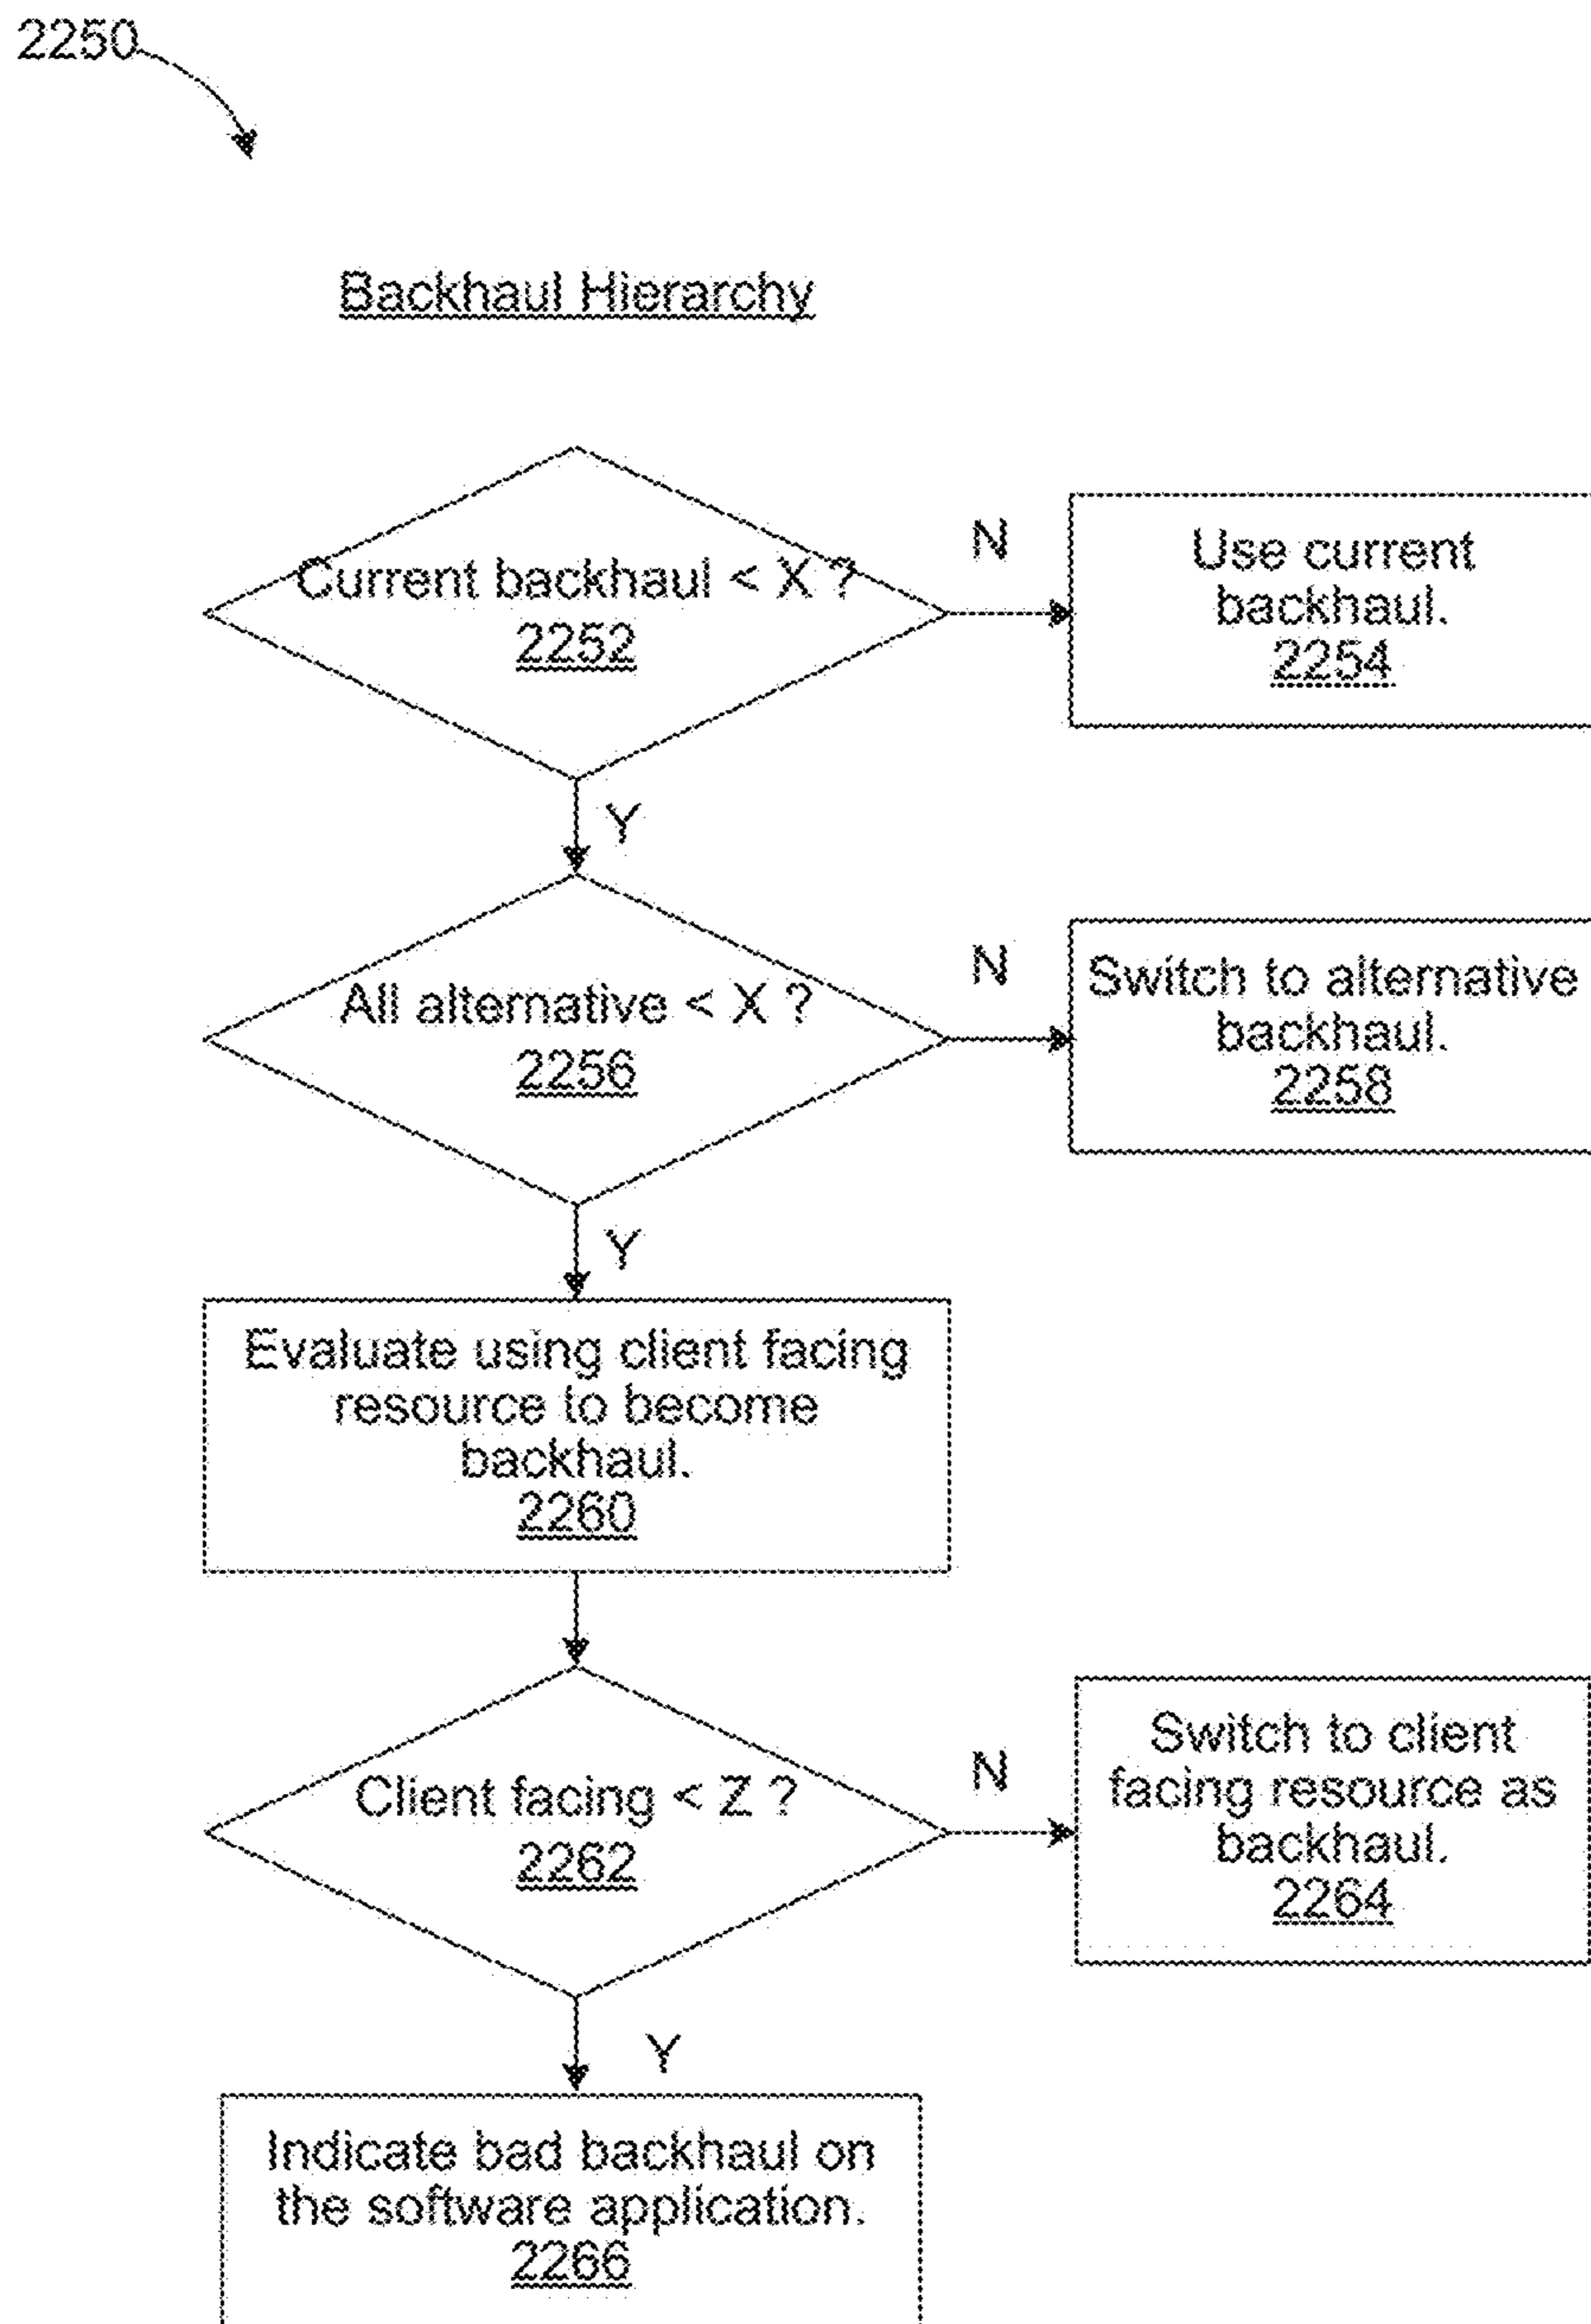 2250
Backhaul Hierarchy
Current backhaul < X ?
2252
N
Use current
backhaul.
2254
Y
All alternative < X ?
2256
N
Switch to alternative
backhaul.
2258
Y
Evaluate using client facing
resource to become
backhaul.
2260
Client facing < Z ?
2262
N
Switch to client
facing resource as
backhaul.
2264
Y
Indicate bad backhaul on
the software application.
2266